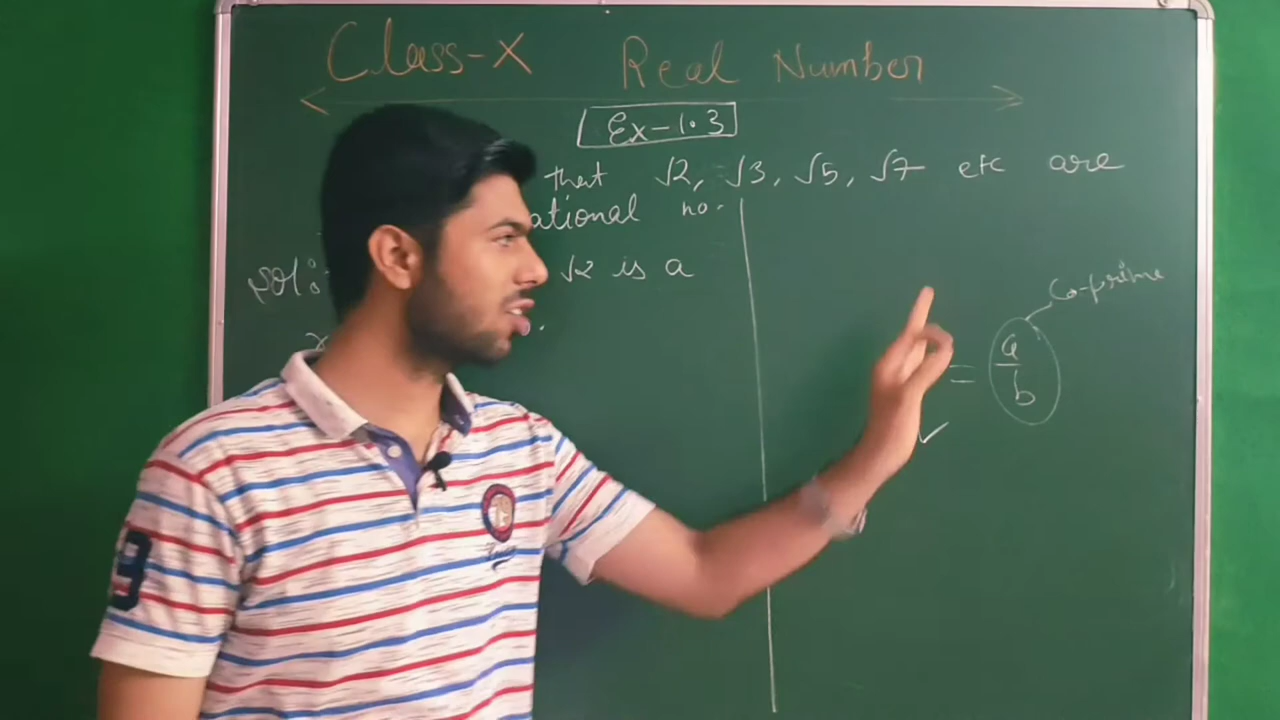 Class-X Real Number
Ex-1.3
that √2, √3, √5, √7 etc are
ational no.
sol: √2 is a
Co-prime
= a
b
9